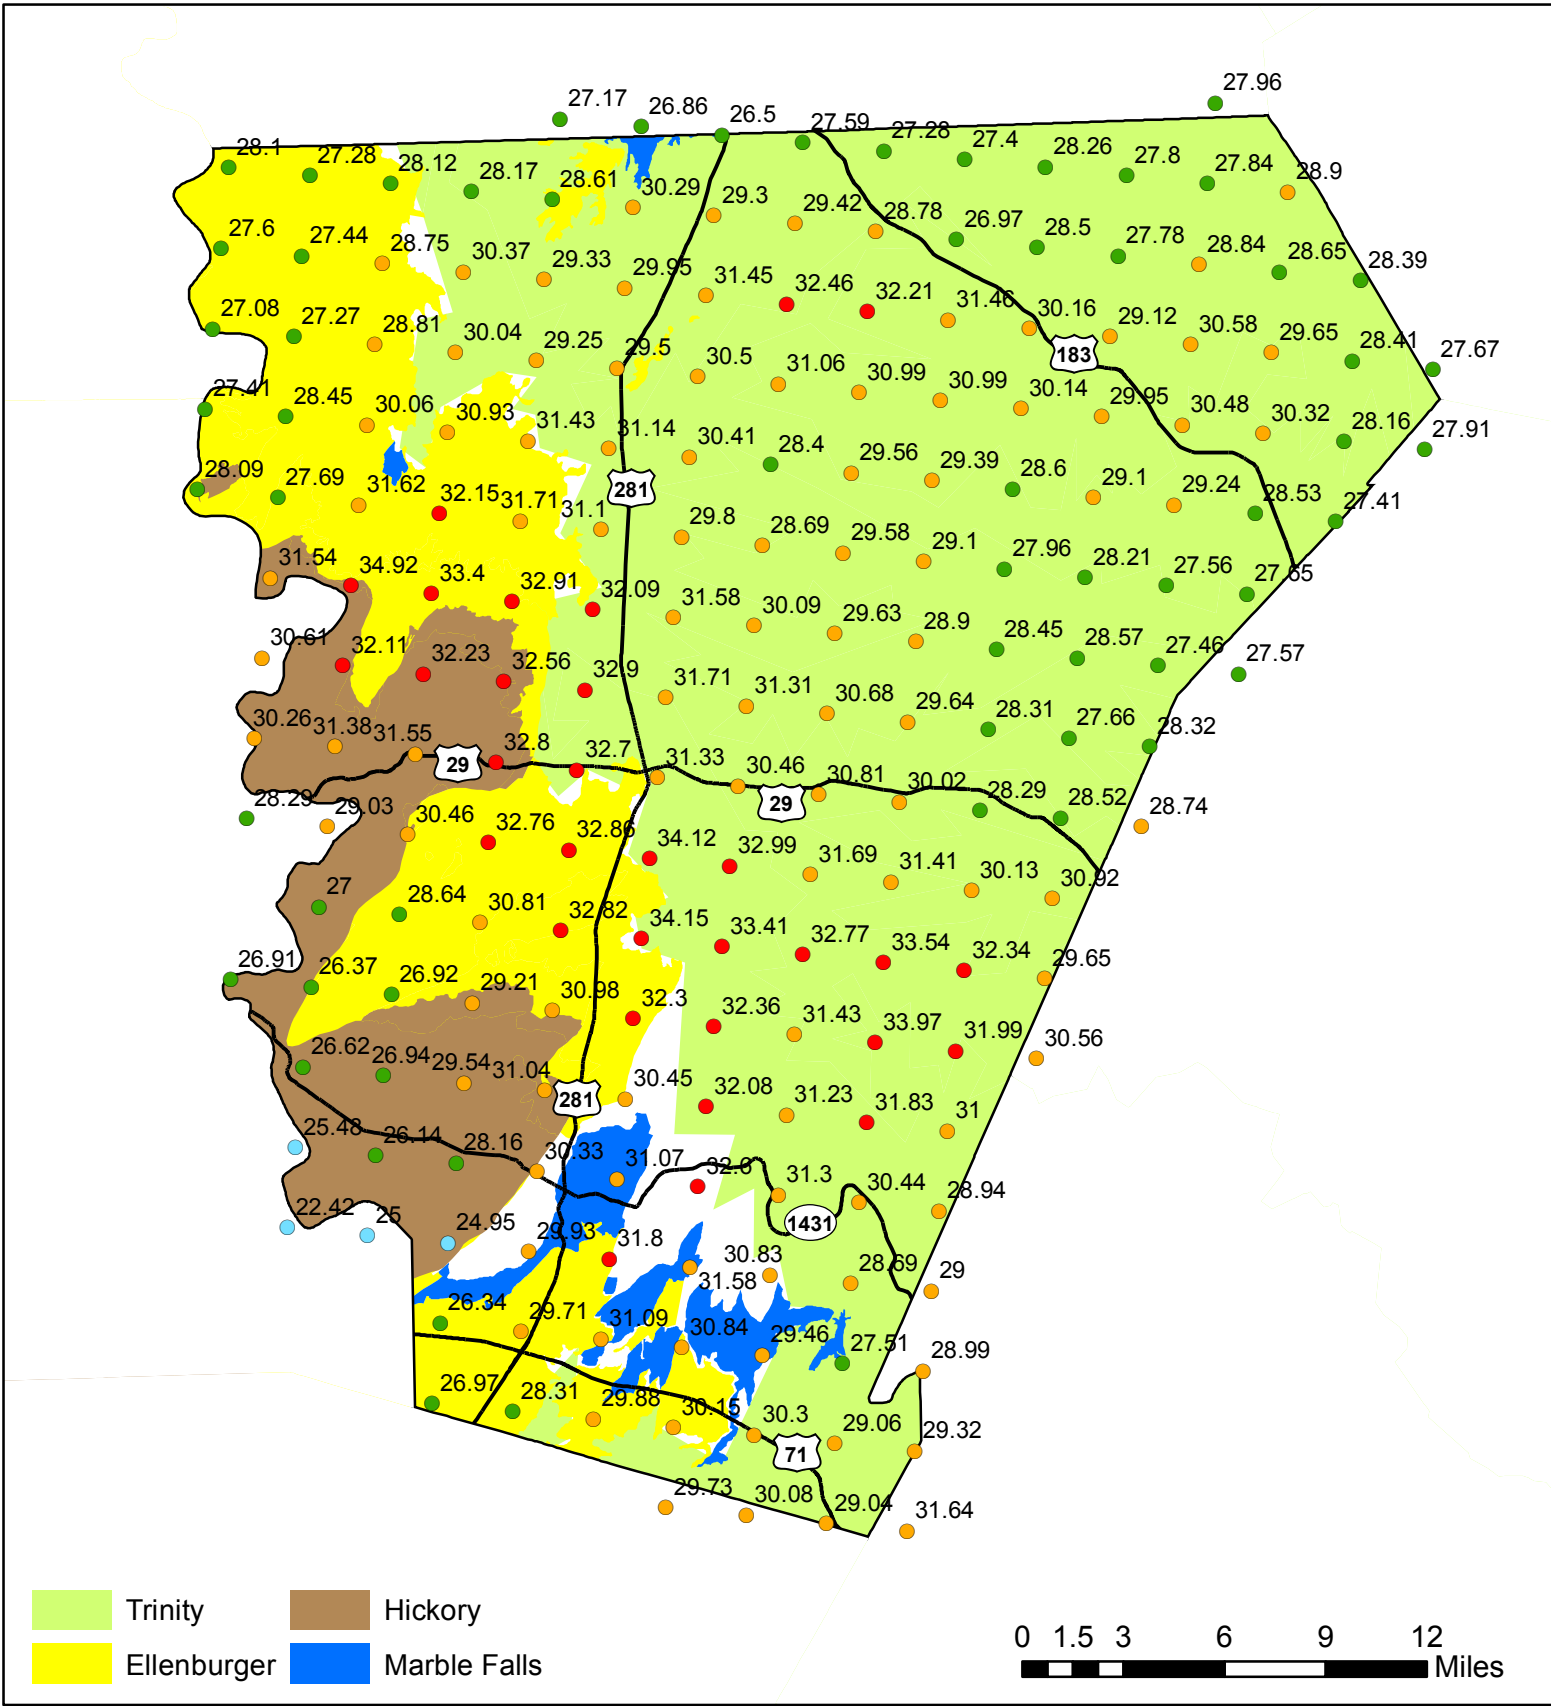 27.96
27.17 26.86 26.5 27.59 27.28 27.4 28.26 27.8 27.84 28.9
28.1 27.28 28.12 28.17 28.61 30.29 29.3 29.42 28.78 26.97 28.5 27.78 28.84 28.65 28.39
27.6 27.44 28.75 30.37 29.33 29.95 31.45 32.46 32.21 31.46 30.16 29.12 30.58 29.65 28.41 27.67
183
27.08 27.27 28.81 30.04 29.25 29.5 30.5 31.06 30.99 30.99 30.14 29.95 30.48 30.32 28.16 27.91
27.41 28.45 30.06 30.93 31.43 31.14 30.41 28.4 29.56 29.39 28.6 29.1 29.24 28.53 27.41
281
28.09 27.69 31.62 32.15 31.71 31.1 29.8 28.69 29.58 29.1 27.96 28.21 27.56 27.65
31.54 34.92 33.4 32.91 32.09 31.58 30.09 29.63 28.9 28.45 28.57 27.46 27.57
30.61 32.11 32.23 32.56 32.9 31.71 31.31 30.68 29.64 28.31 27.66 28.32
30.26 31.38 31.55 32.8 32.7 31.33 30.46 30.81 30.02 28.29 28.52 28.74
29
29
28.29 29.03 30.46 32.76 32.86 34.12 32.99 31.69 31.41 30.13 30.92
27 28.64 30.81 32.82 34.15 33.41 32.77 33.54 32.34 29.65
26.91 26.37 26.92 29.21 30.98 32.3 32.36 31.43 33.97 31.99 30.56
26.62 26.94 29.54 31.04 30.45 32.08 31.23 31.83 31
281
25.48 26.14 28.16 30.33 31.07 32.6 31.3 30.44 28.94
1431
22.42 25 24.95 29.93 31.8 31.58 30.83 28.69 29
26.34 29.71 31.09 30.84 29.46 27.51 28.99
26.97 28.31 29.88 30.15 30.3 29.06 29.32
71
29.73 30.08 29.04 31.64
Trinity Hickory
Ellenburger Marble Falls
0 1.5 3 6 9 12
Miles